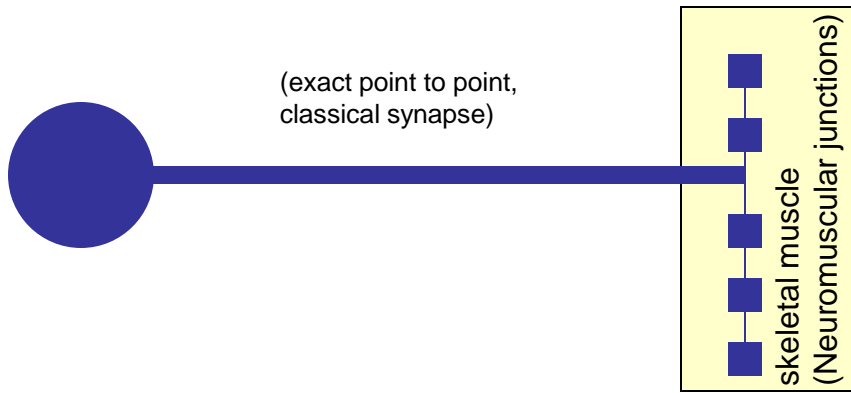 (exact point to point,
classical synapse)
skeletal muscle
(Neuromuscular junctions)